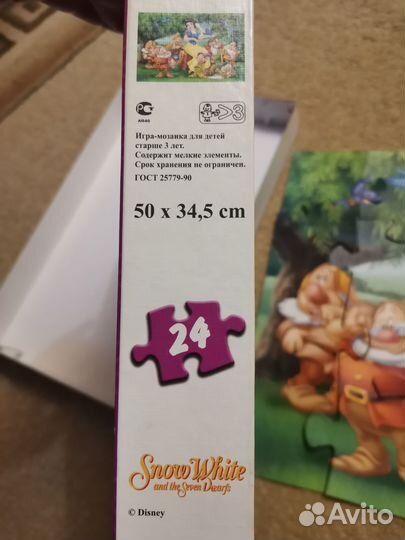 >3
Игра-мозаика для детей
старше 3 лет.
Содержит мелкие элементы.
Срок хранения не ограничен.
ГОСТ 25779-90
50 x 34,5 cm
24
Snow White
and the Seven Dwarfs
© Disney
Avito